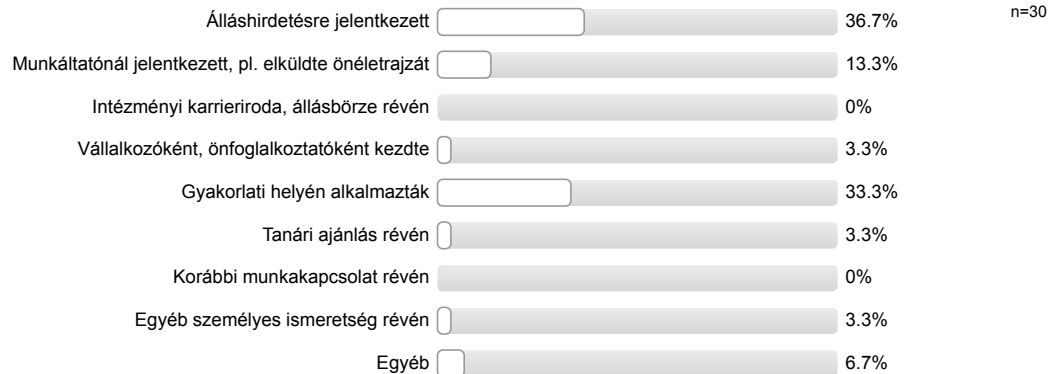 Álláshirdetésre jelentkezett 36.7% n=30
Munkáltatónál jelentkezett, pl. elküldte önéletrajzát 13.3%
Intézményi karrieriroda, állásbörze révén 0%
Vállalkozóként, önfoglalkoztatóként kezdte 3.3%
Gyakorlati helyén alkalmazták 33.3%
Tanári ajánlás révén 3.3%
Korábbi munkakapcsolat révén 0%
Egyéb személyes ismeretség révén 3.3%
Egyéb 6.7%